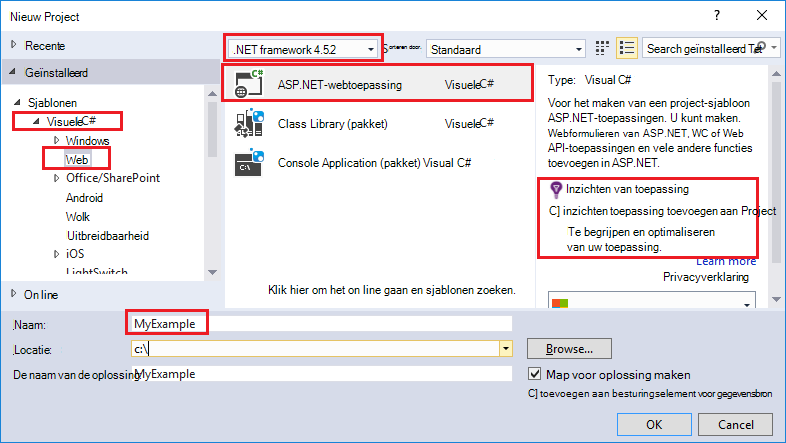 Nieuw Project
Recente
.NET framework 4.5.2
Sorteren door:
Standaard
Search geïnstalleerd Tet
Geïnstalleerd
Sjablonen
VisueleC#
Windows
Web
Office/SharePoint
Android
Wolk
Uitbreidbaarheid
iOS
LightSwitch
On line
ASP.NET-webtoepassing VisueleC#
Class Library (pakket) VisueleC#
Console Application (pakket) Visual C#
Klik hier om het on line gaan en sjablonen zoeken.
Type: Visual C#
Voor het maken van een project-sjabloon
ASP.NET-toepassingen. U kunt maken.
Webformulieren van ASP.NET, WC of Web
API-toepassingen en vele andere functies
toevoegen in ASP.NET.
Inzichten van toepassing
C] inzichten toepassing toevoegen aan Project
Te begrijpen en optimaliseren
van uw toepassing.
Learn more
Privacyverklaring
Naam: MyExample
Locatie: c:\
Browse...
De naam van de oplossing: MyExample
Map voor oplossing maken
C] toevoegen aan besturingselement voor gegevensbron
OK
Cancel